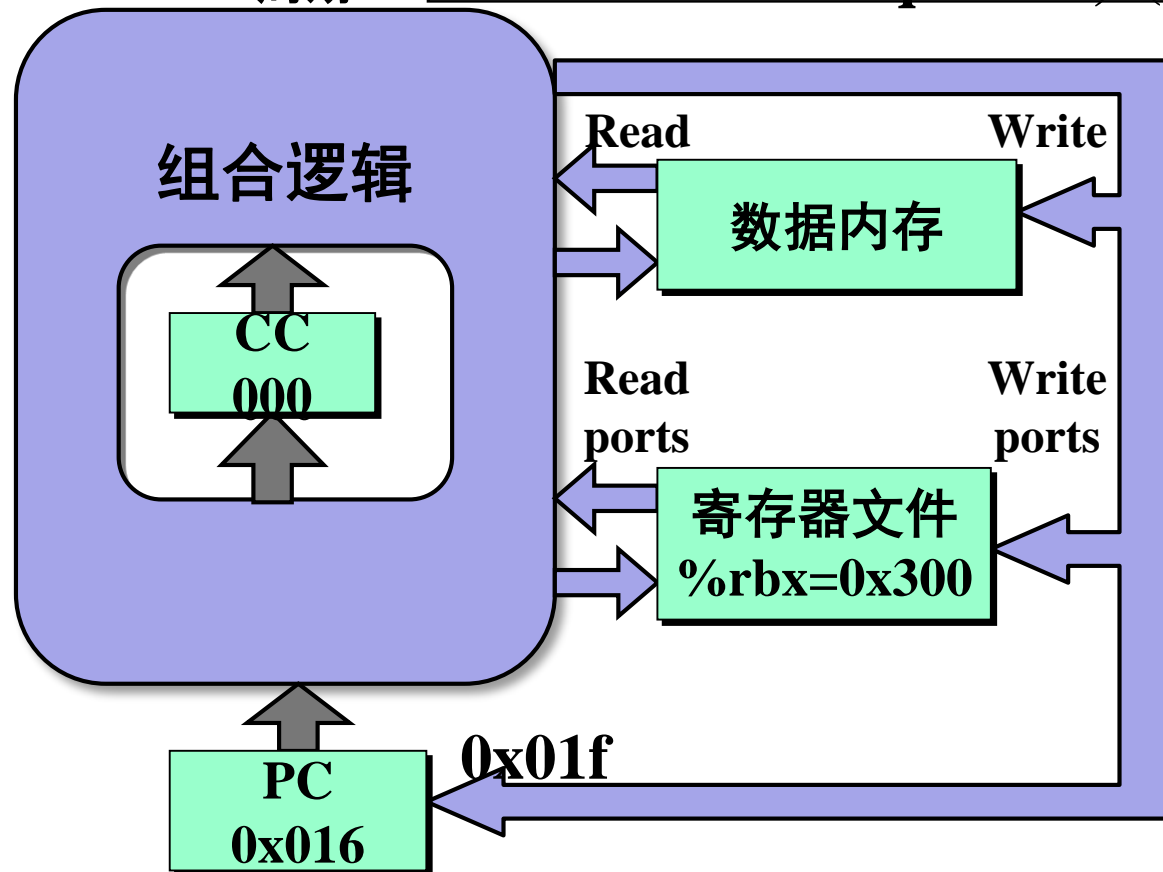 组合逻辑
CC
000
Read
Write
数据内存
Read
ports
Write
ports
寄存器文件
%rbx=0x300
0x01f
PC
0x016